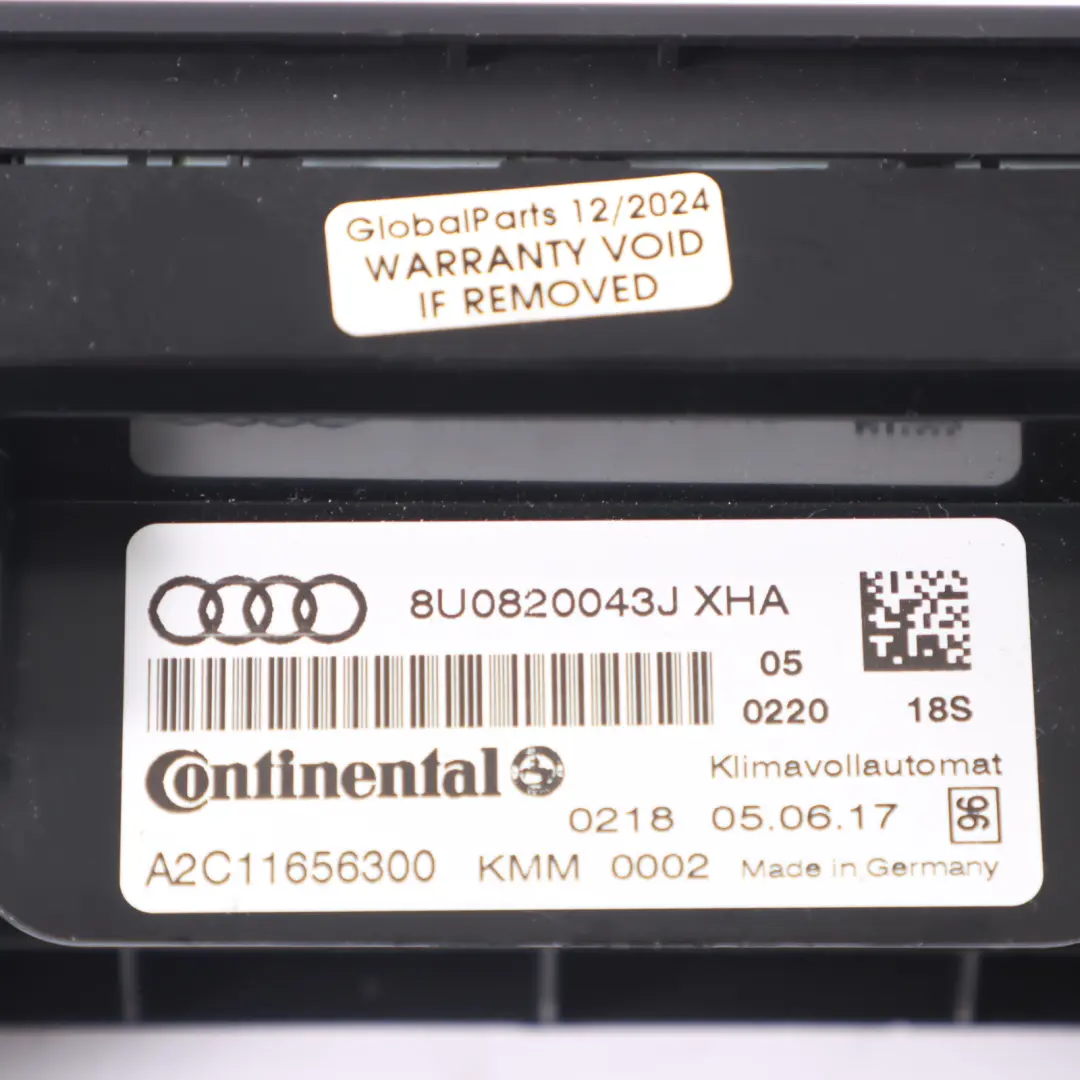 GlobalParts 12/2024
WARRANTY VOID
IF REMOVED
8U0820043J XHA
05
0220 18S
Continental
Klimavollautomat
0218 05.06.17 96
A2C11656300 KMM 0002 Made in Germany